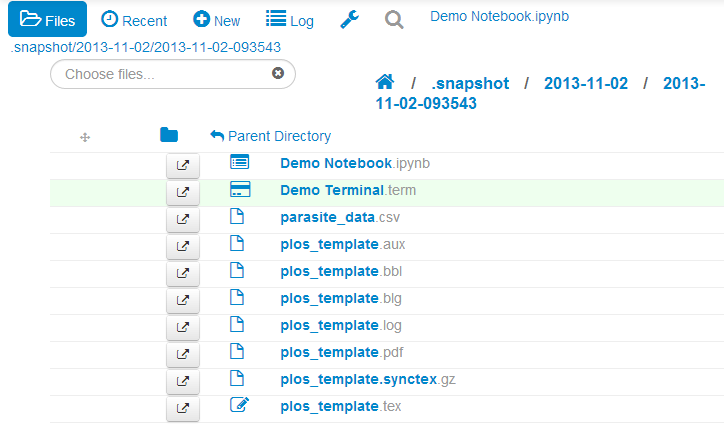 Files Recent New Log Demo Notebook.ipynb
.snapshot/2013-11-02/2013-11-02-093543
Choose files...
/ .snapshot / 2013-11-02 / 2013-
11-02-093543
Parent Directory
Demo Notebook.ipynb
Demo Terminal.term
parasite_data.csv
plos_template.aux
plos_template.bbl
plos_template.blg
plos_template.log
plos_template.pdf
plos_template.synctex.gz
plos_template.tex